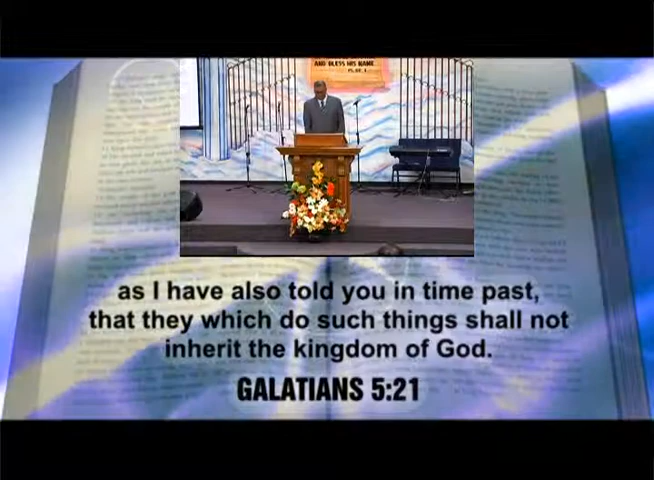 AND BLESS HIS NAME
as I have also told you in time past,
that they which do such things shall not
inherit the kingdom of God.
GALATIANS 5:21